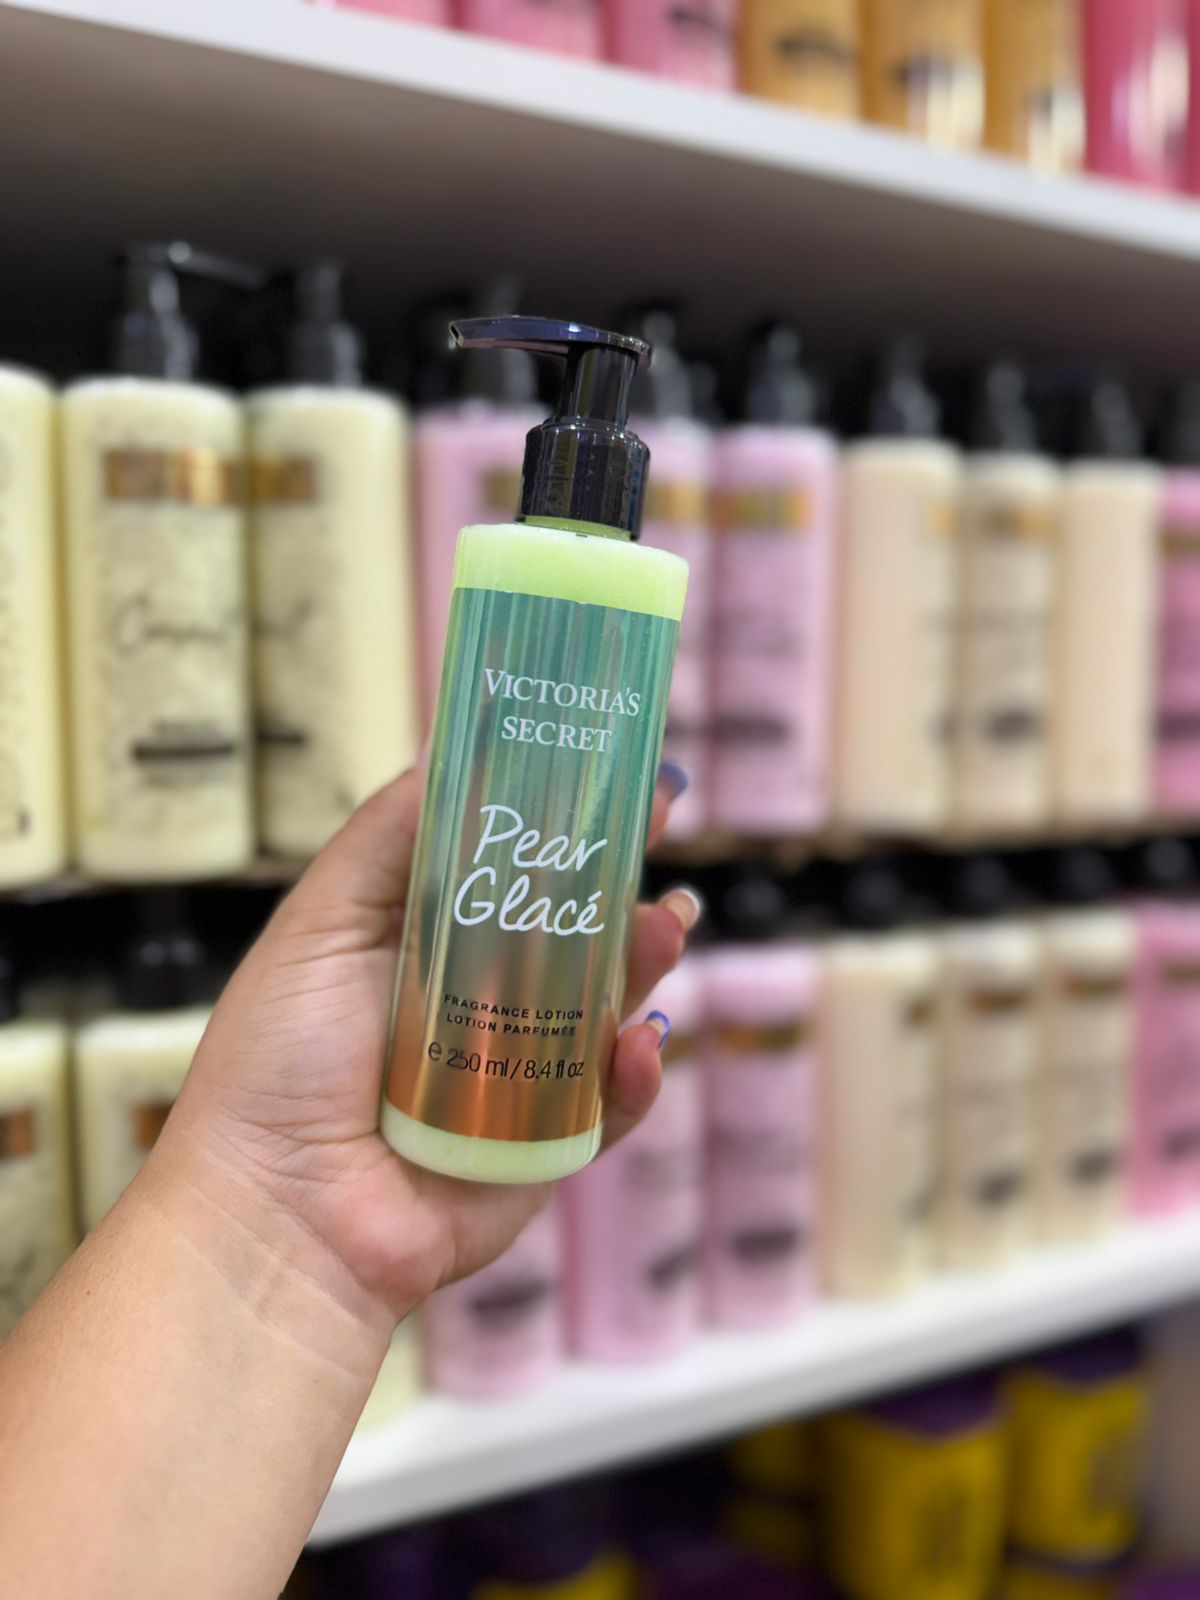 VICTORIA'S
SECRET
Pear
Glacé
FRAGRANCE LOTION
LOTION PARFUMÉE
e 250 ml / 8.4 fl oz